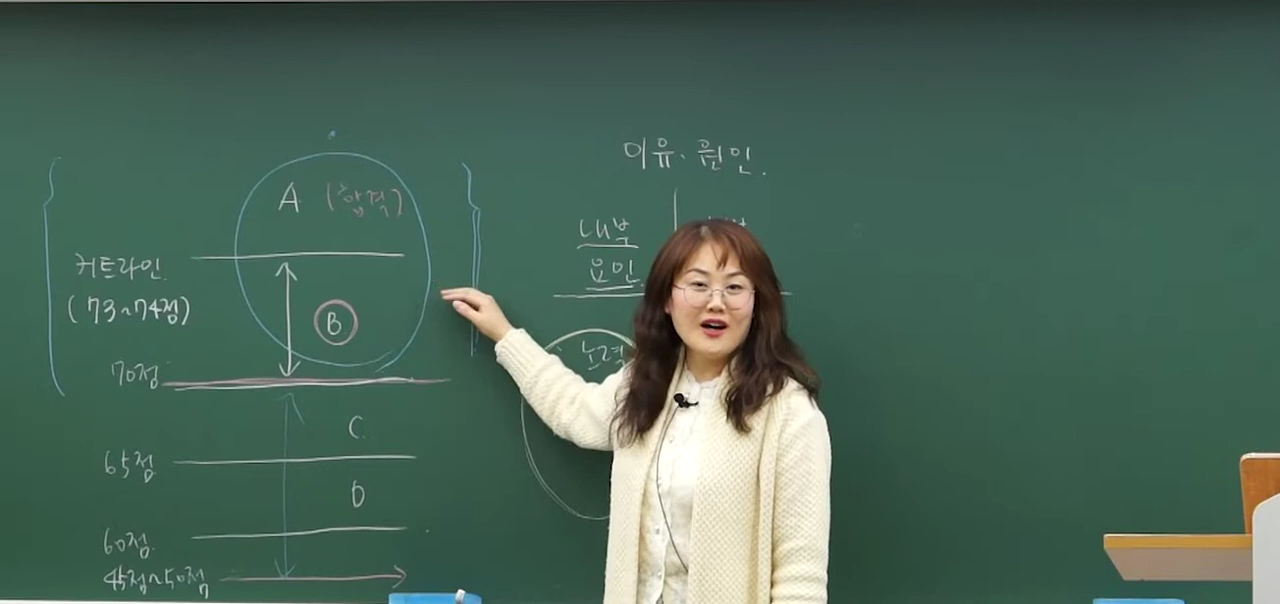 A (합격)
커트라인
(73~74점)
B
70점
C
65점
D
60점
45점~50점
이유·원인.
내부
요인
노력